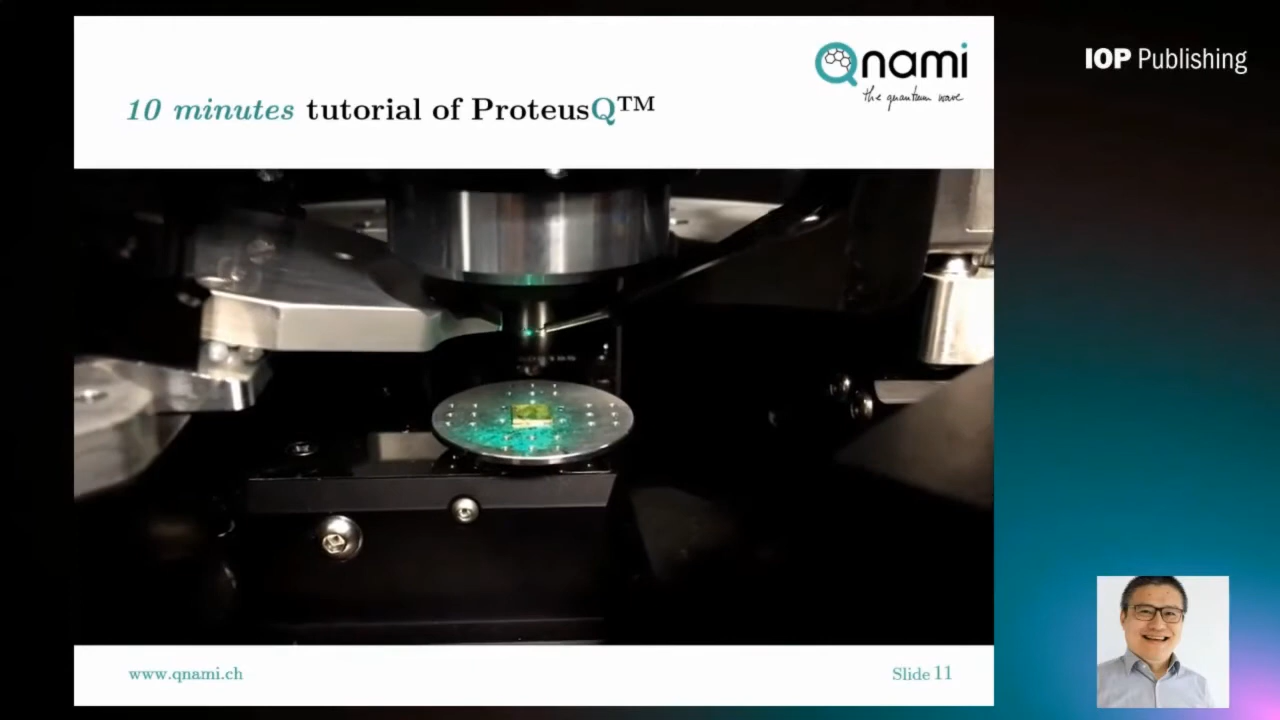 Qnami
the quantum wave
IOP Publishing
10 minutes tutorial of ProteusQ™
www.qnami.ch
Slide 11